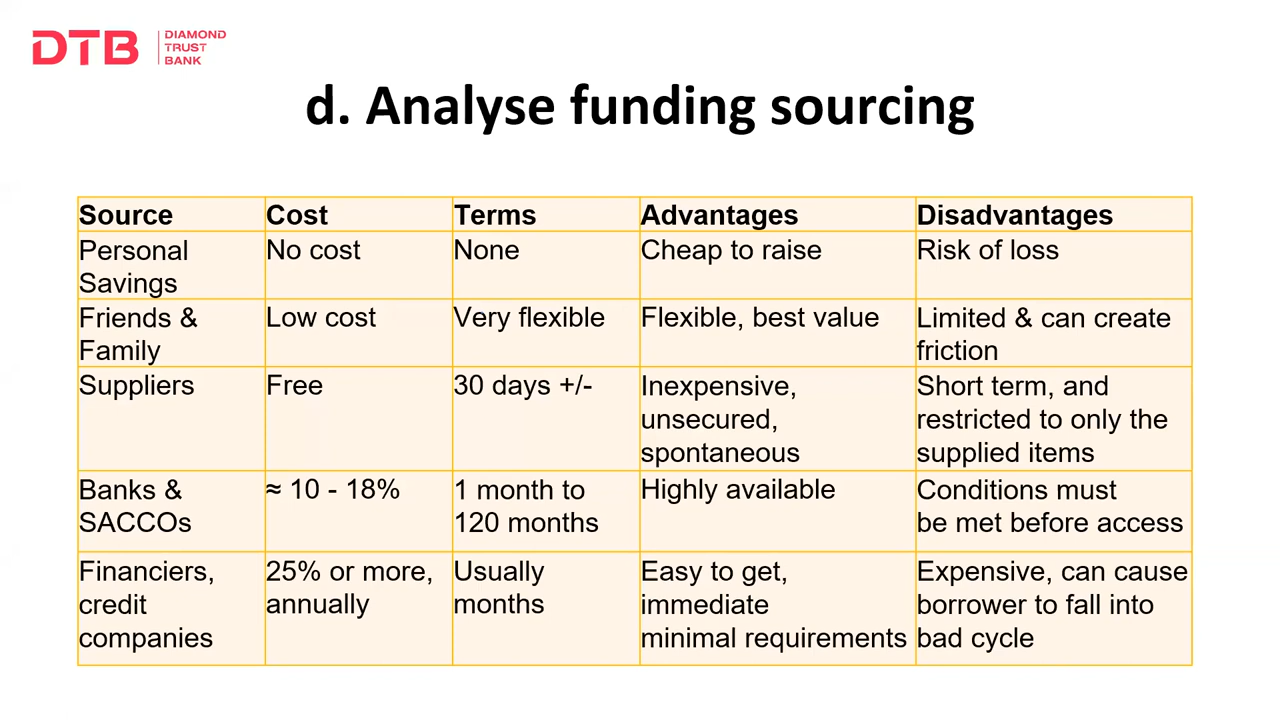 DTB
DIAMOND
TRUST
BANK
d. Analyse funding sourcing
Source Cost Terms Advantages Disadvantages
Personal
Savings
No cost
None
Cheap to raise
Risk of loss
Friends &
Family
Low cost
Very flexible
Flexible, best value
Limited & can create
friction
Suppliers
Free
30 days +/-
Inexpensive,
unsecured,
spontaneous
Short term, and
restricted to only the
supplied items
Banks &
SACCOs
≈ 10 - 18%
1 month to
120 months
Highly available
Conditions must
be met before access
Financiers,
credit
companies
25% or more,
annually
Usually
months
Easy to get,
immediate
minimal requirements
Expensive, can cause
borrower to fall into
bad cycle